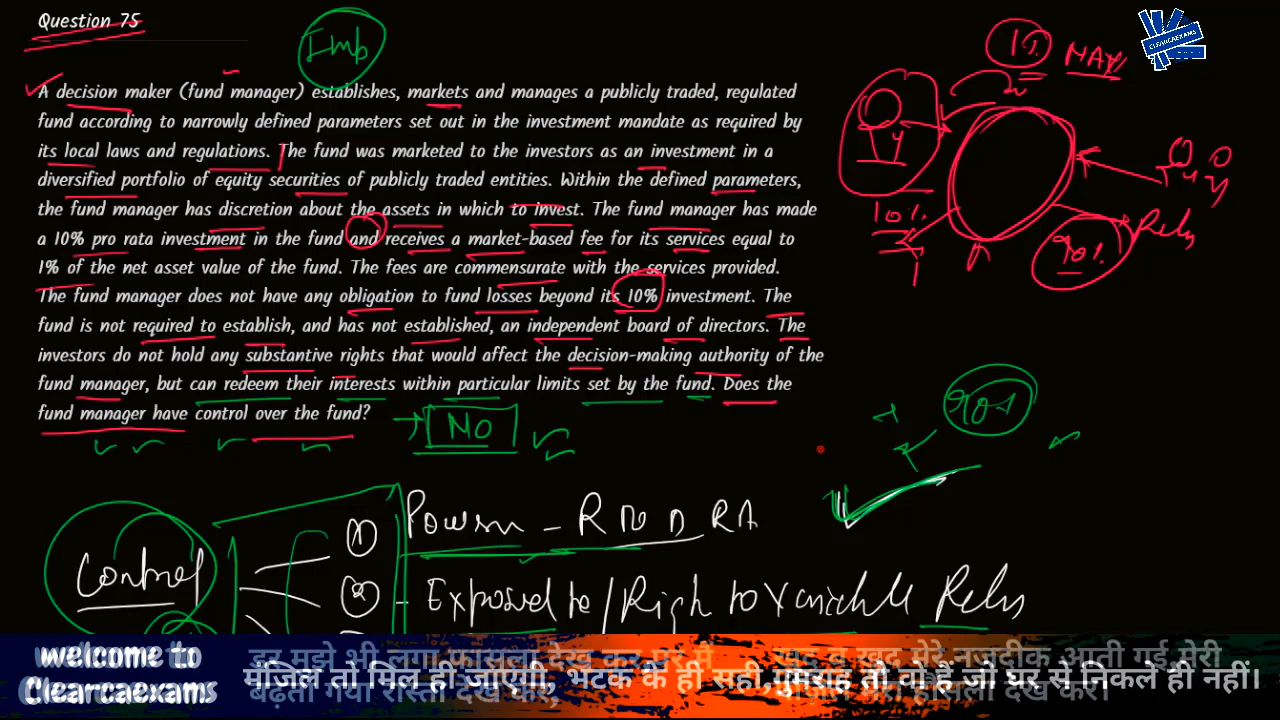 Question 75
Imb
CLEARCAEXAMS
1%
MAY
A decision maker (fund manager) establishes, markets and manages a publicly traded, regulated
fund according to narrowly defined parameters set out in the investment mandate as required by
its local laws and regulations. The fund was marketed to the investors as an investment in a
diversified portfolio of equity securities of publicly traded entities. Within the defined parameters,
the fund manager has discretion about the assets in which to invest. The fund manager has made
a 10% pro rata investment in the fund and receives a market-based fee for its services equal to
1% of the net asset value of the fund. The fees are commensurate with the services provided.
The fund manager does not have any obligation to fund losses beyond its 10% investment. The
fund is not required to establish, and has not established, an independent board of directors. The
investors do not hold any substantive rights that would affect the decision-making authority of the
fund manager, but can redeem their interests within particular limits set by the fund. Does the
fund manager have control over the fund?
NO
10%
90%
90%
Control
① Power - R
② - Exposed to / Right to Variable
welcome to
Clearcaexams
मंजिल तो मिल ही जाएगी, भटक के ही सही,गुमराह तो वो हैं जो घर से निकले ही नहीं।